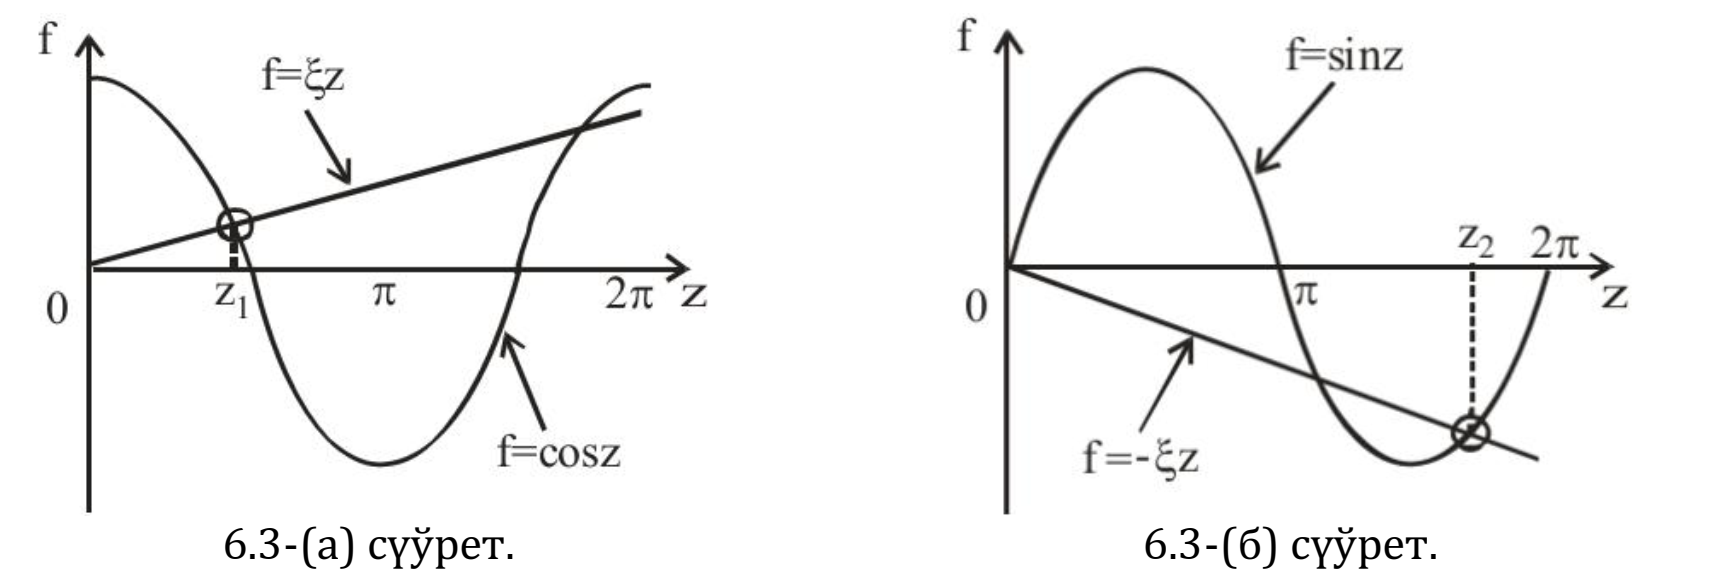 f
f=ξz
0
z₁
π
2π
z
f=cosz
6.3-(а) сүўрет.
f
f=sinz
0
π
z₂
2π
z
f=-ξz
6.3-(б) сүўрет.